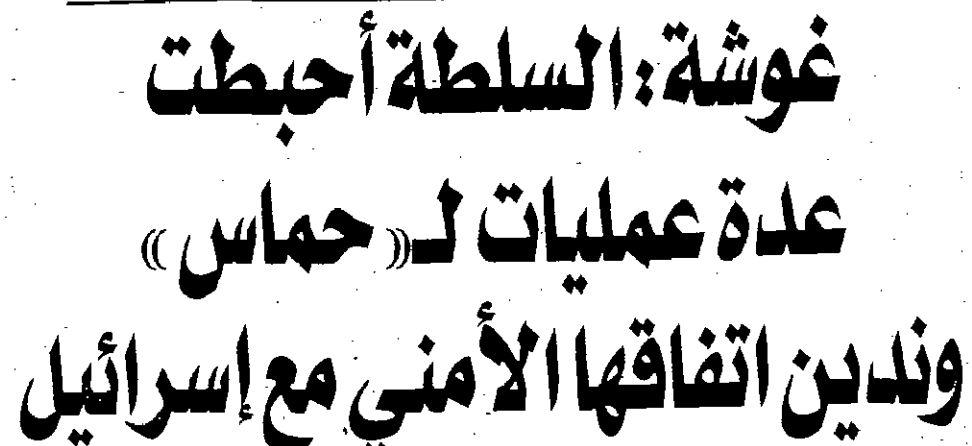 غوشة: السلطة أحبطت
عدة عمليات لـ«حماس»
وندين اتفاقها الأمني مع إسرائيل